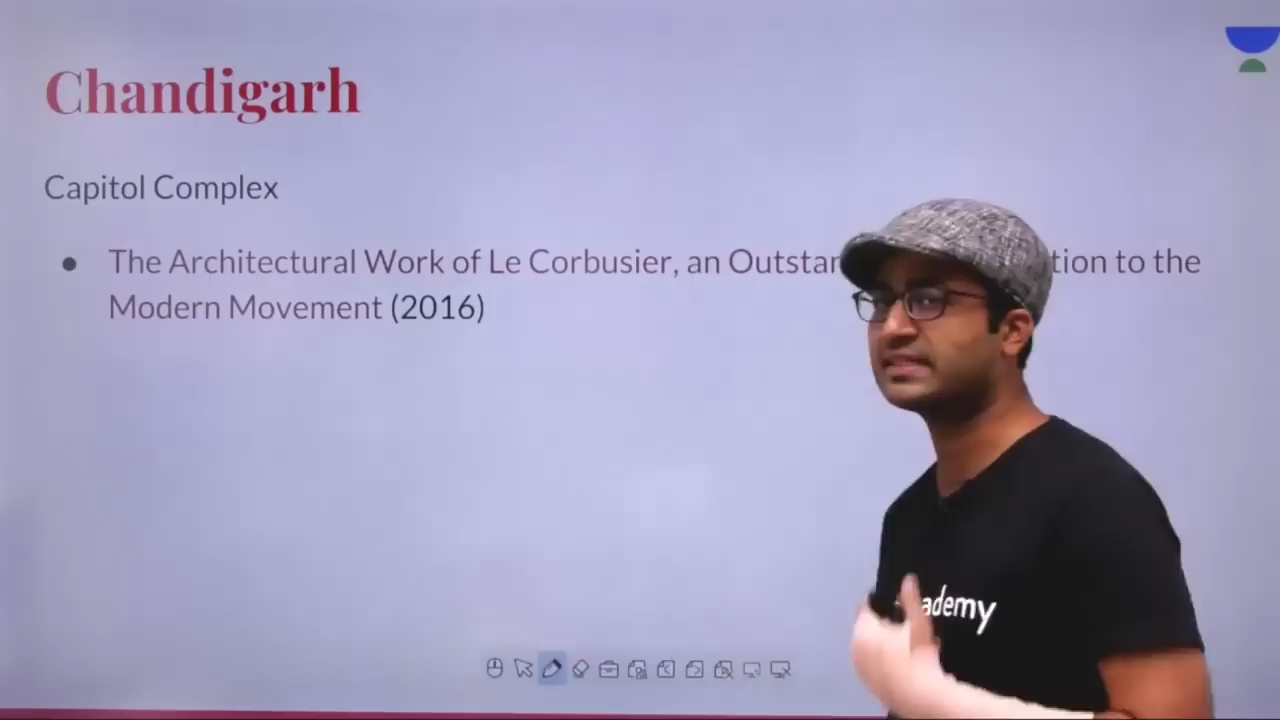 Chandigarh
Capitol Complex
● The Architectural Work of Le Corbusier, an Outstan tion to the
Modern Movement (2016)
ademy